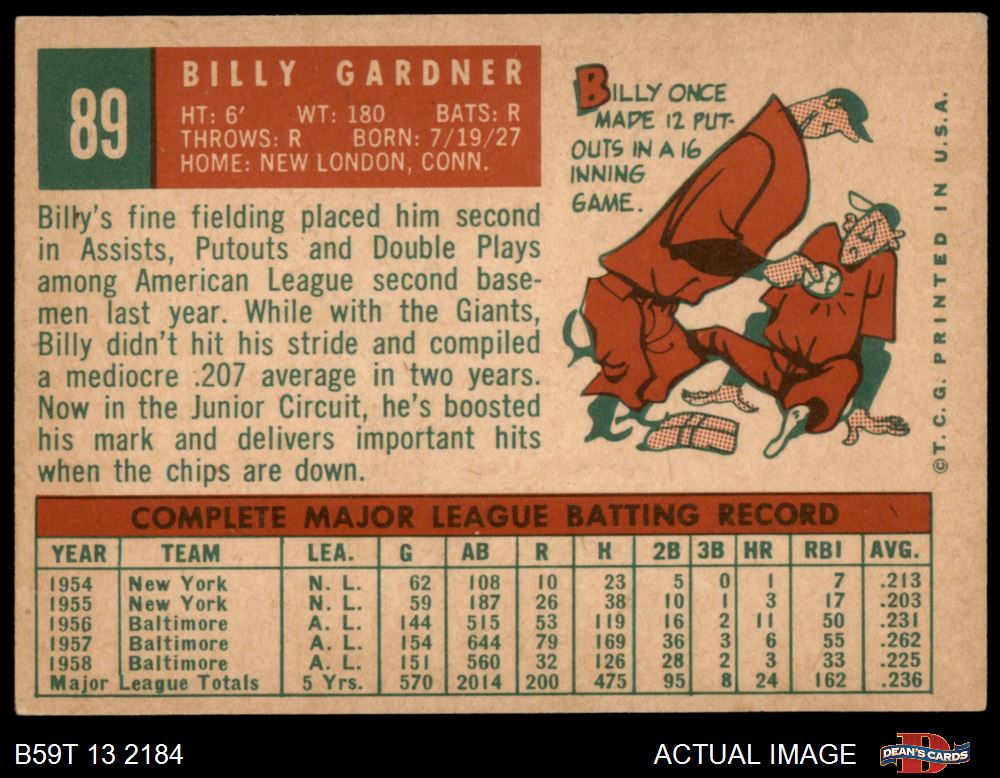 89
BILLY GARDNER
HT: 6' WT: 180 BATS: R
THROWS: R BORN: 7/19/27
HOME: NEW LONDON, CONN.
BILLY ONCE
MADE 12 PUT-
OUTS IN A 16
INNING
GAME.
Billy's fine fielding placed him second
in Assists, Putouts and Double Plays
among American League second base-
men last year. While with the Giants,
Billy didn't hit his stride and compiled
a mediocre .207 average in two years.
Now in the Junior Circuit, he's boosted
his mark and delivers important hits
when the chips are down.
©T.C.G. PRINTED IN U.S.A.
COMPLETE MAJOR LEAGUE BATTING RECORD
YEAR TEAM LEA. G AB R H 2B 3B HR RBI AVG.
1954 New York N. L. 62 108 10 23 5 0 1 7 .213
1955 New York N. L. 59 187 26 38 10 1 3 17 .203
1956 Baltimore A. L. 144 515 53 119 16 2 11 50 .231
1957 Baltimore A. L. 154 644 79 169 36 3 6 55 .262
1958 Baltimore A. L. 151 560 32 126 28 2 3 33 .225
Major League Totals 5 Yrs. 570 2014 200 475 95 8 24 162 .236
B59T 13 2184
ACTUAL IMAGE
DEAN'S CARDS